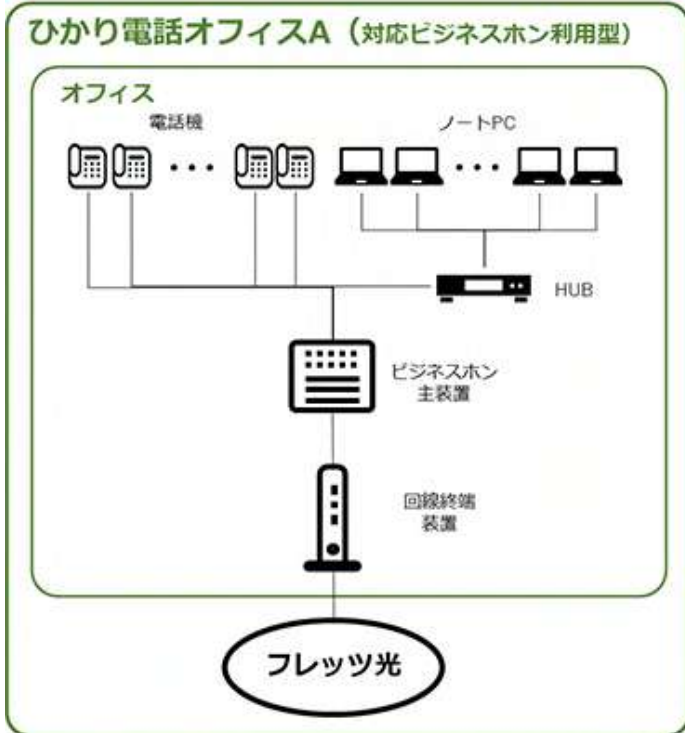 ひかり電話オフィスA（対応ビジネスホン利用型）
オフィス
電話機
ノートPC
HUB
ビジネスホン
主装置
回線終端
装置
フレッツ光